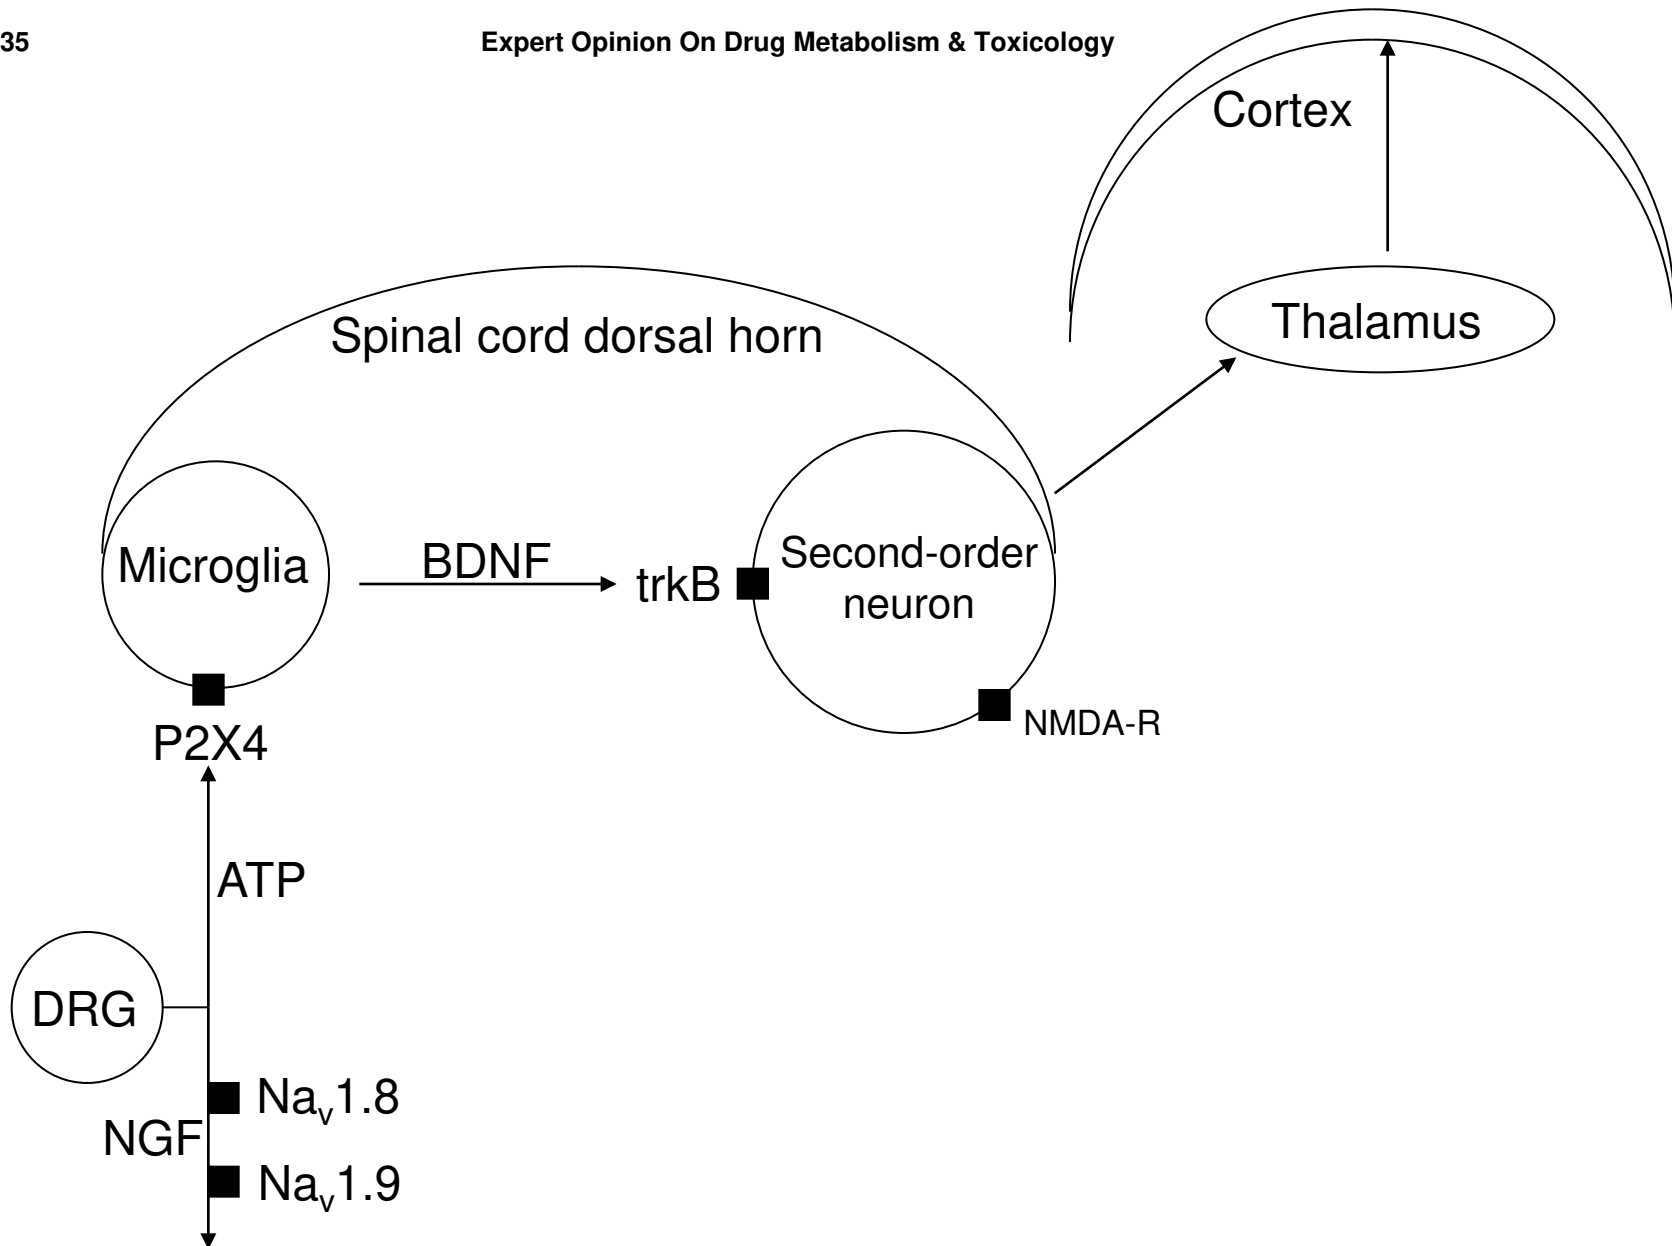 35
Expert Opinion On Drug Metabolism & Toxicology
Cortex
Thalamus
Spinal cord dorsal horn
Microglia
BDNF
trkB
Second-order
neuron
NMDA-R
P2X4
ATP
DRG
Nav1.8
NGF
Nav1.9